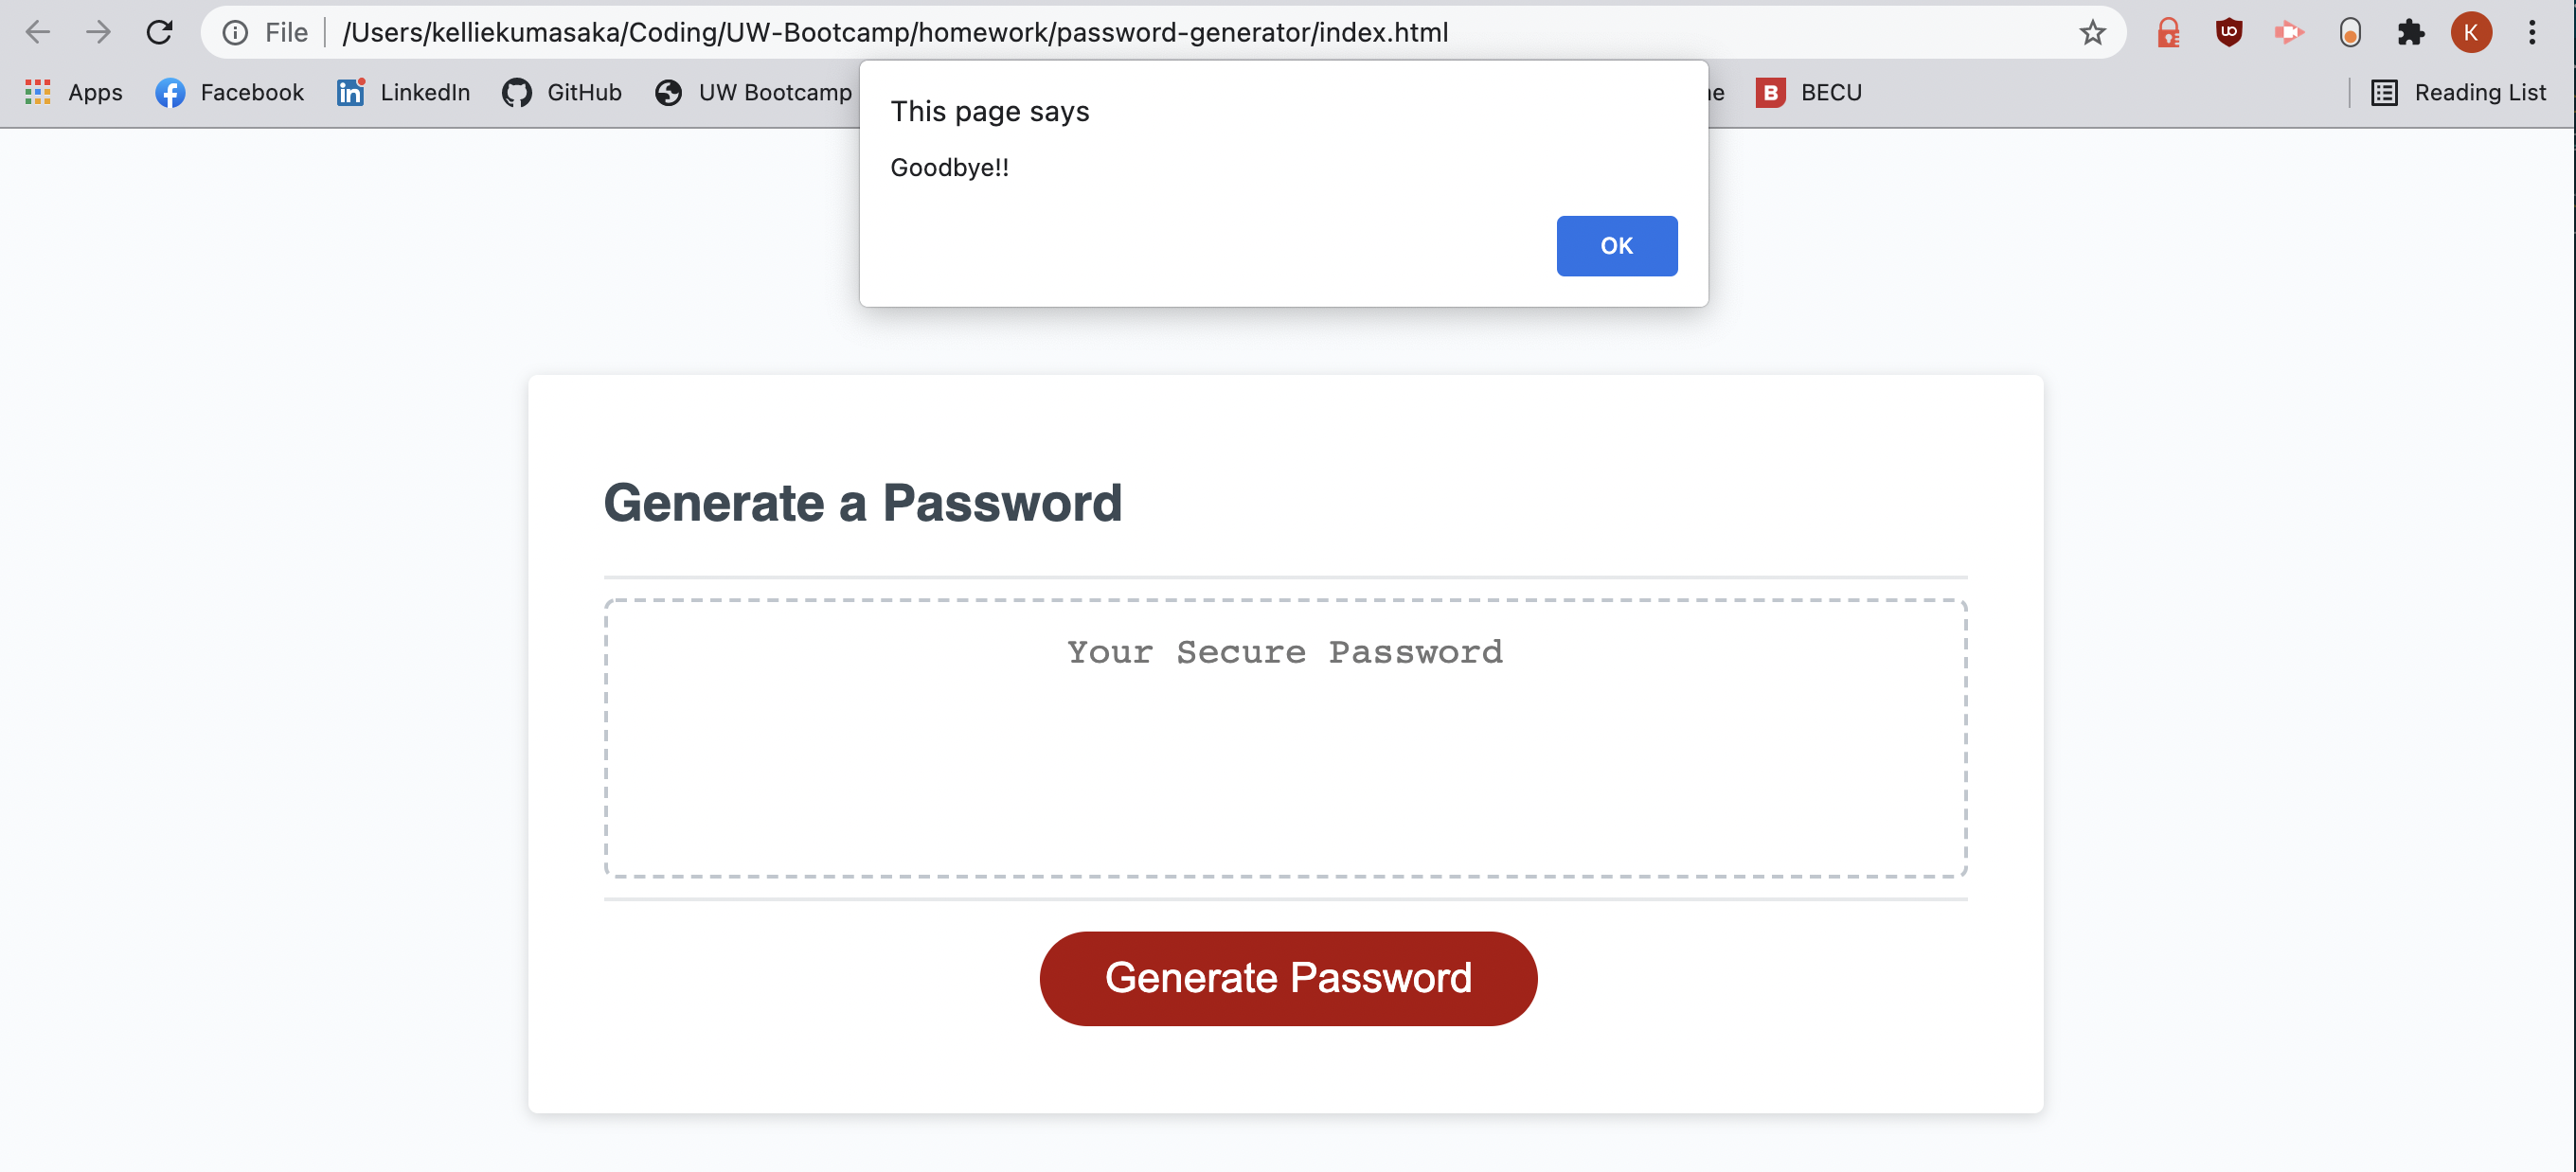 File /Users/kelliekumasaka/Coding/UW-Bootcamp/homework/password-generator/index.html K
Apps Facebook LinkedIn GitHub UW Bootcamp BECU Reading List
This page says
Goodbye!!
OK
Generate a Password
Your Secure Password
Generate Password